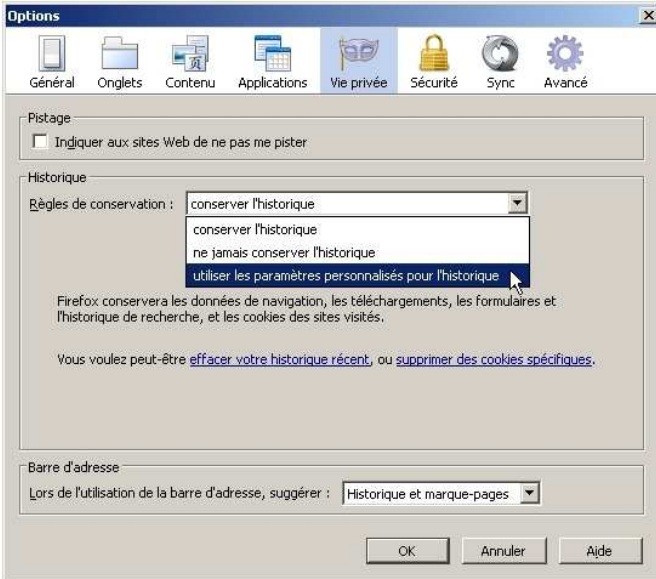 Options
Général Onglets Contenu Applications Vie privée Sécurité Sync Avancé
Pistage
Indiquer aux sites Web de ne pas me pister
Historique
Règles de conservation : conserver l'historique
conserver l'historique
ne jamais conserver l'historique
utiliser les paramètres personnalisés pour l'historique
Firefox conservera les données de navigation, les téléchargements, les formulaires et
l'historique de recherche, et les cookies des sites visités.
Vous voulez peut-être effacer votre historique récent, ou supprimer des cookies spécifiques.
Barre d'adresse
Lors de l'utilisation de la barre d'adresse, suggérer : Historique et marque-pages
OK Annuler Aide